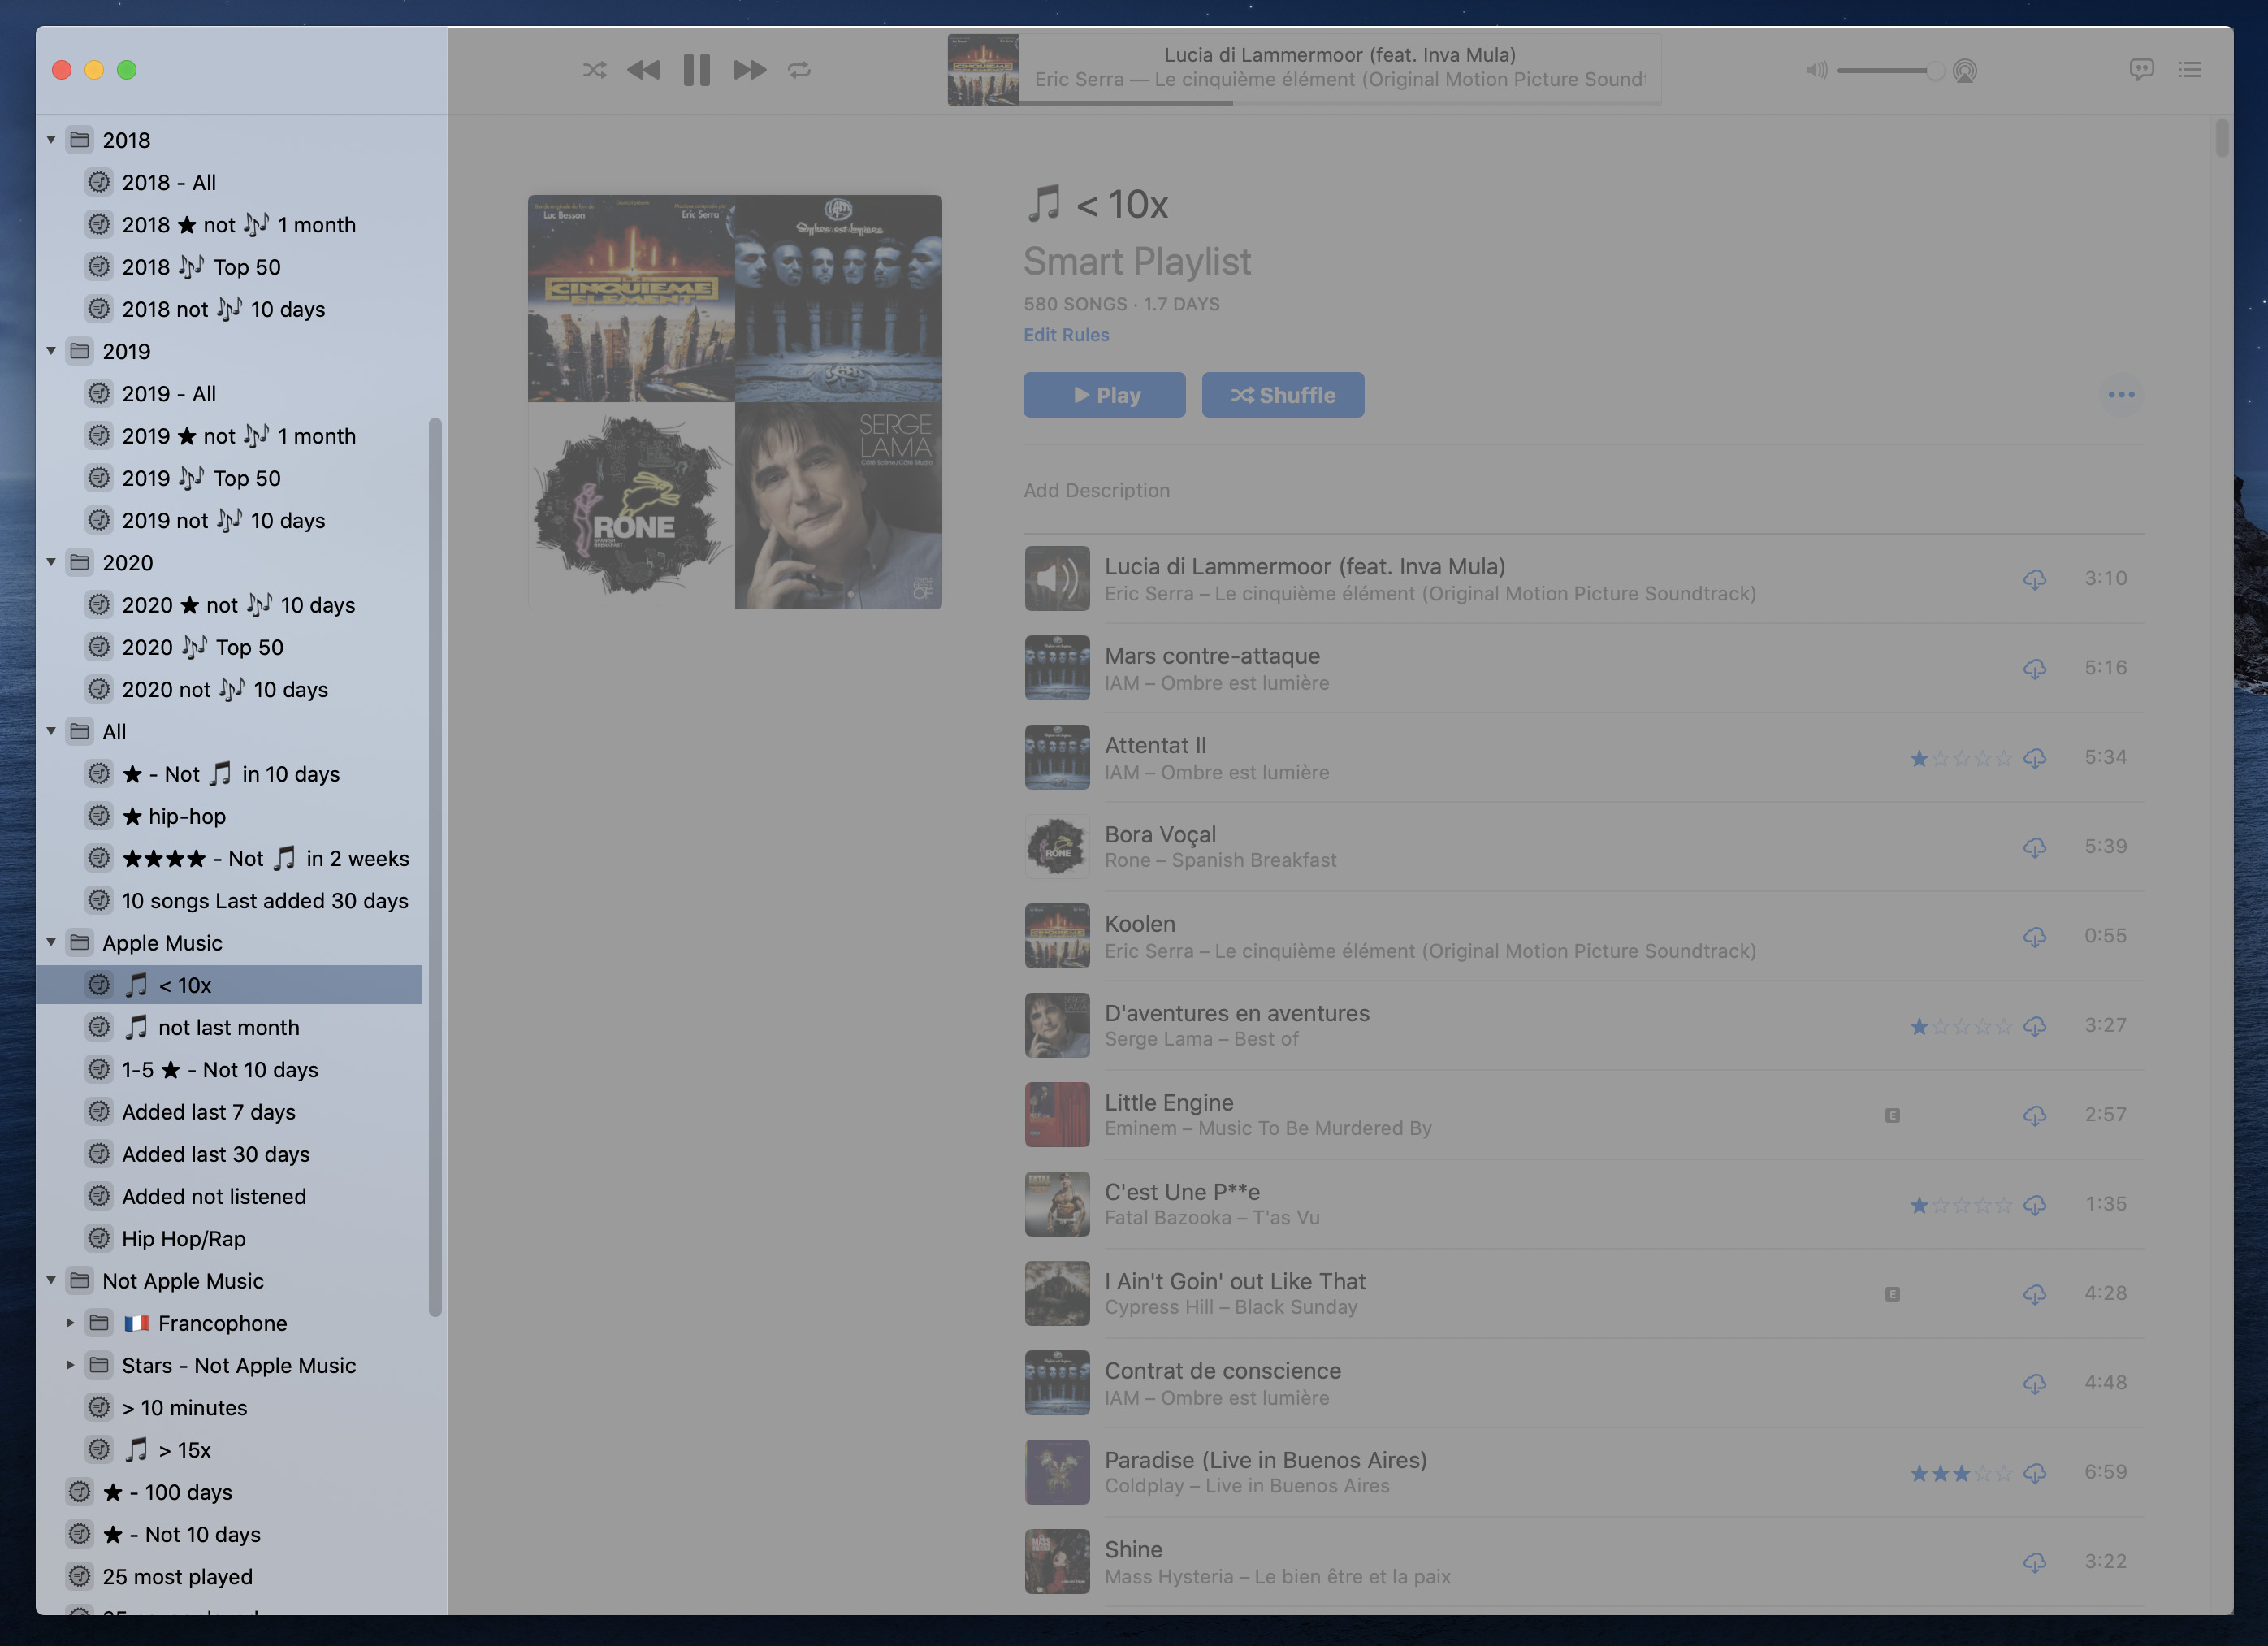 Lucia di Lammermoor (feat. Inva Mula)
Eric Serra — Le cinquième élément (Original Motion Picture Sound
2018
2018 - All
2018 ★ not 🎶 1 month
2018 🎶 Top 50
2018 not 🎶 10 days
2019
2019 - All
2019 ★ not 🎶 1 month
2019 🎶 Top 50
2019 not 🎶 10 days
2020
2020 ★ not 🎶 10 days
2020 🎶 Top 50
2020 not 🎶 10 days
All
★ - Not 🎵 in 10 days
★ hip-hop
★★★★ - Not 🎵 in 2 weeks
10 songs Last added 30 days
Apple Music
🎵 < 10x
🎵 not last month
1-5 ★ - Not 10 days
Added last 7 days
Added last 30 days
Added not listened
Hip Hop/Rap
Not Apple Music
🇫🇷 Francophone
Stars - Not Apple Music
> 10 minutes
🎵 > 15x
★ - 100 days
★ - Not 10 days
25 most played
Luc Besson
Eric Serra
CINQUIEME
ELEMENT
RONE
SPANISH BREAKFAST
SERGE
LAMA
Côté Scène/Côté Studio
🎵 < 10x
Smart Playlist
580 SONGS · 1.7 DAYS
Edit Rules
Play
Shuffle
Add Description
Lucia di Lammermoor (feat. Inva Mula)
Eric Serra – Le cinquième élément (Original Motion Picture Soundtrack)
3:10
Mars contre-attaque
IAM – Ombre est lumière
5:16
Attentat II
IAM – Ombre est lumière
★☆☆☆☆
5:34
Bora Voçal
Rone – Spanish Breakfast
5:39
Koolen
Eric Serra – Le cinquième élément (Original Motion Picture Soundtrack)
0:55
D'aventures en aventures
Serge Lama – Best of
★☆☆☆☆
3:27
Little Engine
Eminem – Music To Be Murdered By
E
2:57
C'est Une P**e
Fatal Bazooka – T'as Vu
★☆☆☆☆
1:35
I Ain't Goin' out Like That
Cypress Hill – Black Sunday
E
4:28
Contrat de conscience
IAM – Ombre est lumière
4:48
Paradise (Live in Buenos Aires)
Coldplay – Live in Buenos Aires
★★★☆☆
6:59
Shine
Mass Hysteria – Le bien être et la paix
3:22